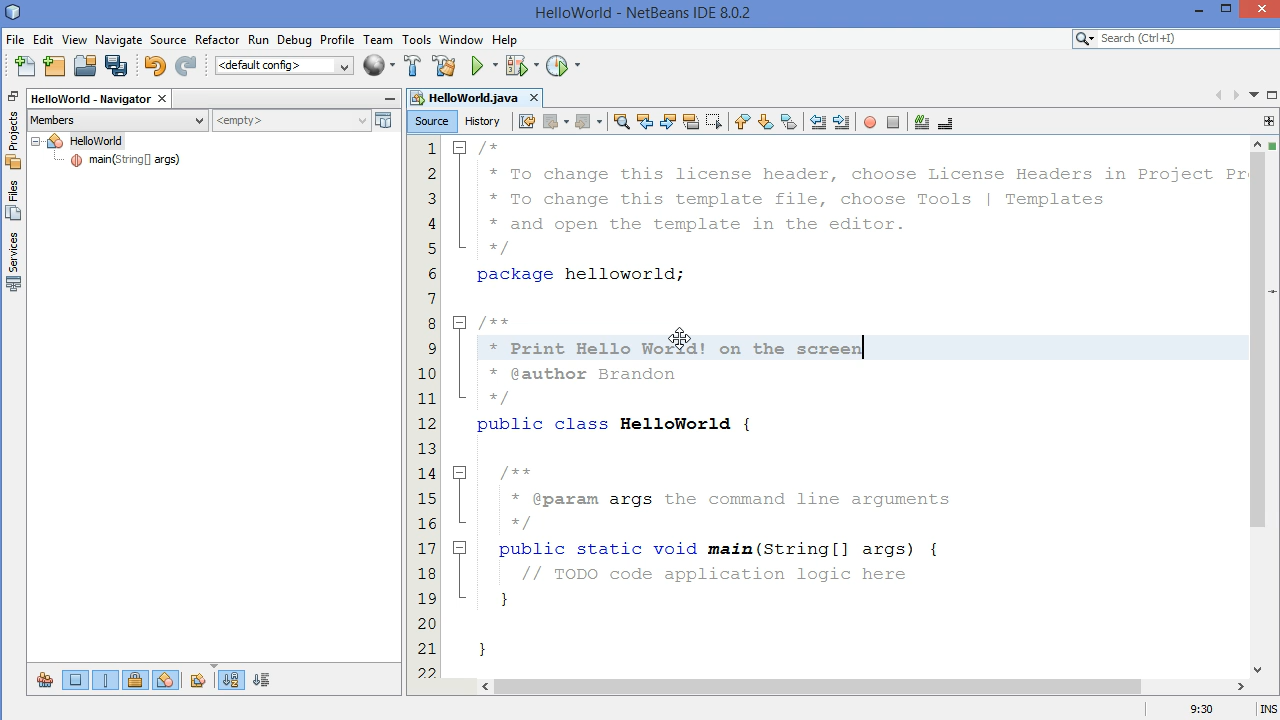 HelloWorld - NetBeans IDE 8.0.2
File Edit View Navigate Source Refactor Run Debug Profile Team Tools Window Help
Search (Ctrl+I)
<default config>
HelloWorld - Navigator
Members
<empty>
HelloWorld
main(String[] args)
Projects
Files
Services
HelloWorld.java
Source History
1 /*
2 * To change this license header, choose License Headers in Project Pr
3 * To change this template file, choose Tools | Templates
4 * and open the template in the editor.
5 */
6 package helloworld;
7
8 /**
9 * Print Hello World! on the screen
10 * @author Brandon
11 */
12 public class HelloWorld {
13
14 /**
15 * @param args the command line arguments
16 */
17 public static void main(String[] args) {
18 // TODO code application logic here
19 }
20
21 }
22
9:30 INS